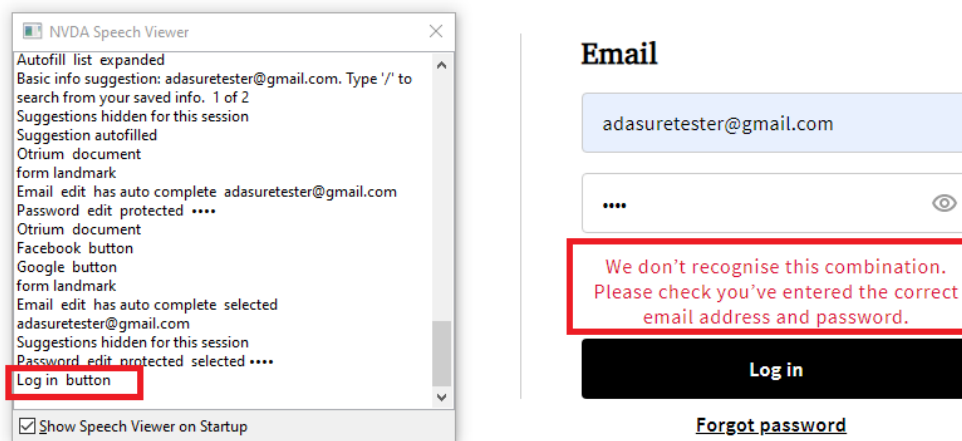 NVDA Speech Viewer
Autofill list expanded
Basic info suggestion: adasuretester@gmail.com. Type '/' to
search from your saved info. 1 of 2
Suggestions hidden for this session
Suggestion autofilled
Otrium document
form landmark
Email edit has auto complete adasuretester@gmail.com
Password edit protected ••••
Otrium document
Facebook button
Google button
form landmark
Email edit has auto complete selected
adasuretester@gmail.com
Suggestions hidden for this session
Password edit protected selected ••••
Log in button
Show Speech Viewer on Startup
Email
adasuretester@gmail.com
••••
We don't recognise this combination.
Please check you've entered the correct
email address and password.
Log in
Forgot password